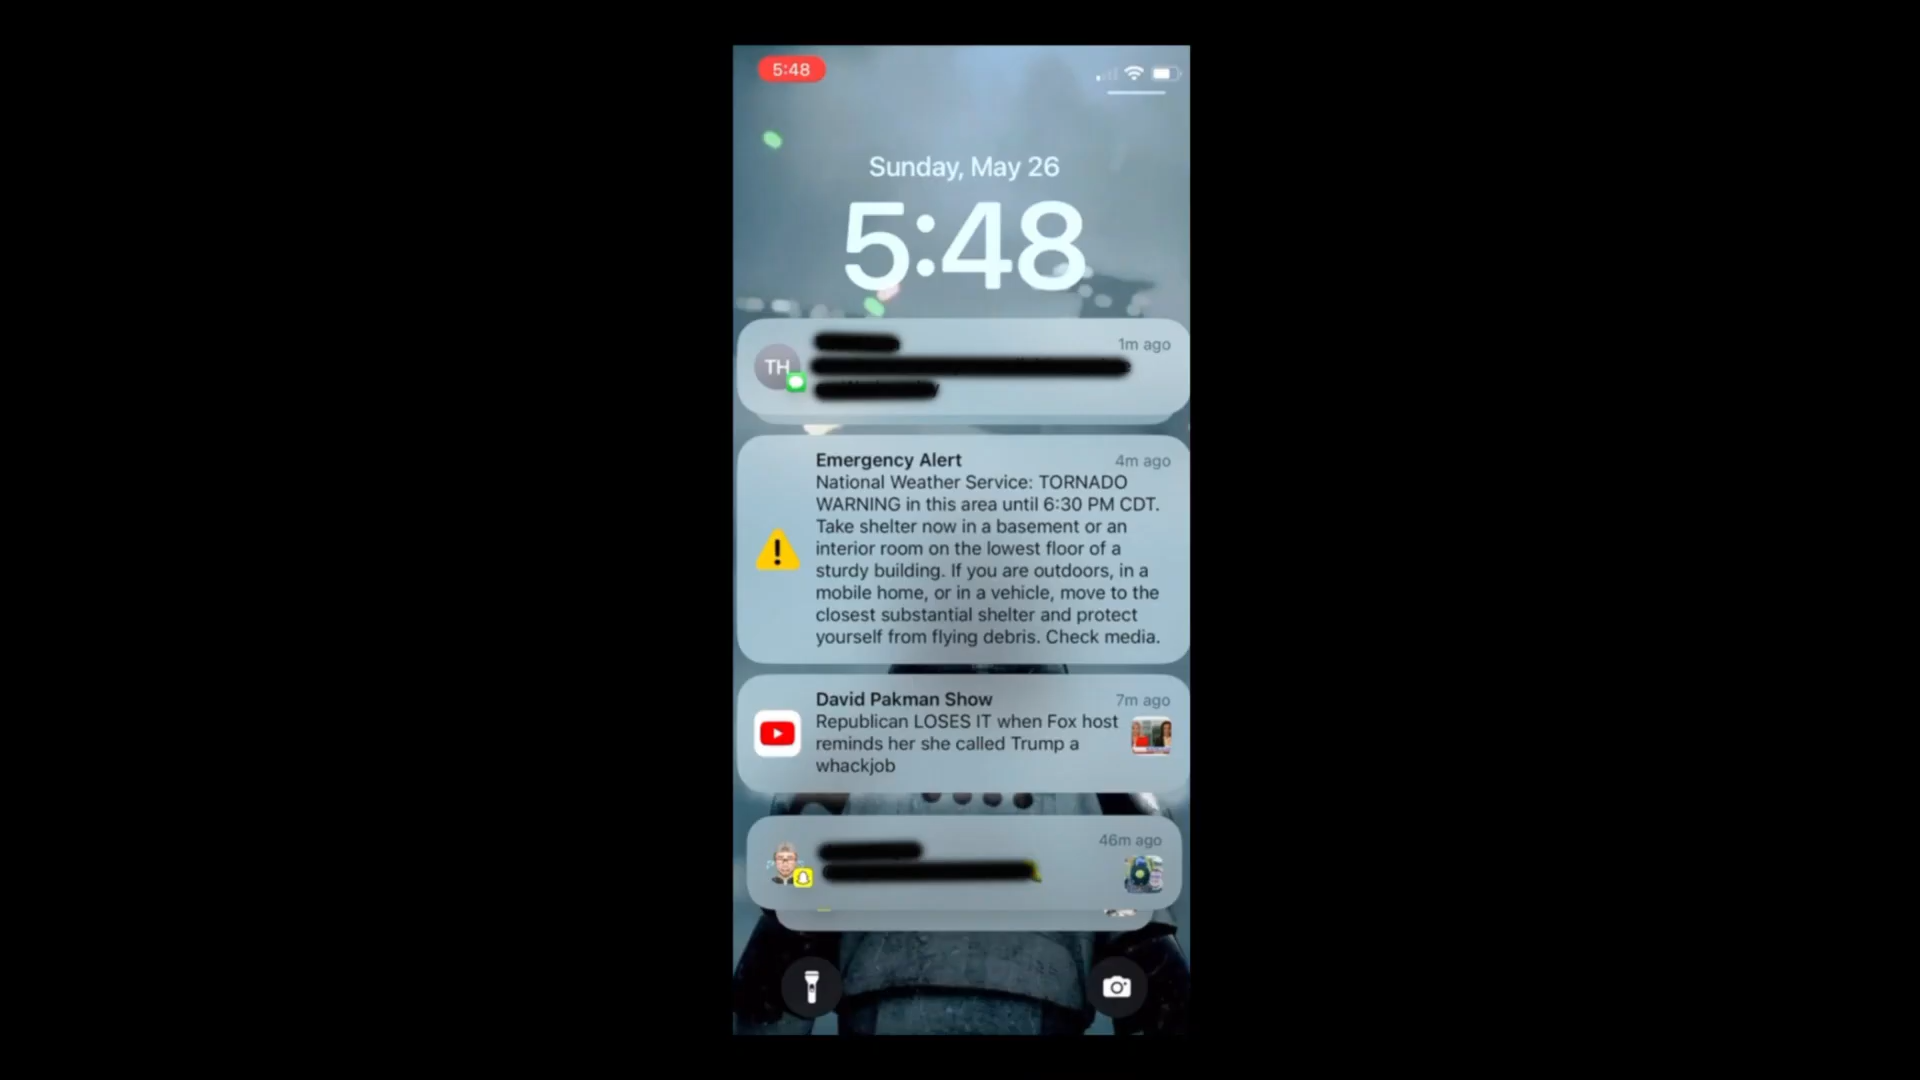 5:48
Sunday, May 26
5:48
TH
1m ago
Emergency Alert
4m ago
National Weather Service: TORNADO
WARNING in this area until 6:30 PM CDT.
Take shelter now in a basement or an
interior room on the lowest floor of a
sturdy building. If you are outdoors, in a
mobile home, or in a vehicle, move to the
closest substantial shelter and protect
yourself from flying debris. Check media.
David Pakman Show
7m ago
Republican LOSES IT when Fox host
reminds her she called Trump a
whackjob
46m ago